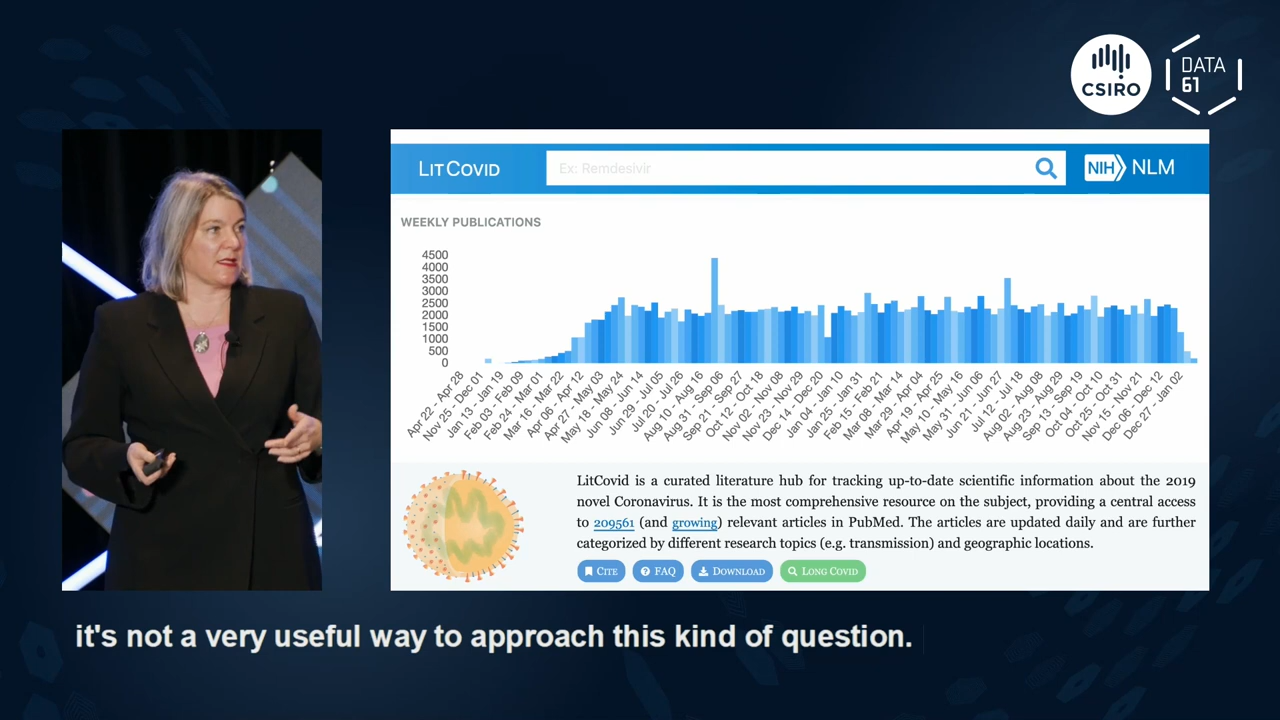 CSIRO
DATA
61
LITCOVID
Ex: Remdesivir
NIH
NLM
WEEKLY PUBLICATIONS
4500
4000
3500
3000
2500
2000
1500
1000
500
0
Apr 22 - Apr 28
Nov 25 - Dec 01
Jan 13 - Jan 19
Feb 03 - Feb 09
Feb 24 - Mar 01
Mar 16 - Mar 22
Apr 06 - Apr 12
Apr 27 - May 03
May 18 - May 24
Jun 08 - Jun 14
Jun 29 - Jul 05
Jul 20 - Jul 26
Aug 10 - Aug 16
Aug 31 - Sep 06
Sep 21 - Sep 27
Oct 12 - Oct 18
Nov 02 - Nov 08
Nov 23 - Nov 29
Dec 14 - Dec 20
Jan 04 - Jan 10
Jan 25 - Jan 31
Feb 15 - Feb 21
Mar 08 - Mar 14
Mar 29 - Apr 04
Apr 19 - Apr 25
May 10 - May 16
May 31 - Jun 06
Jun 21 - Jun 27
Jul 12 - Jul 18
Aug 02 - Aug 08
Aug 23 - Aug 29
Sep 13 - Sep 19
Oct 04 - Oct 10
Oct 25 - Oct 31
Nov 15 - Nov 21
Dec 06 - Dec 12
Dec 27 - Jan 02
LitCovid is a curated literature hub for tracking up-to-date scientific information about the 2019
novel Coronavirus. It is the most comprehensive resource on the subject, providing a central access
to 209561 (and growing) relevant articles in PubMed. The articles are updated daily and are further
categorized by different research topics (e.g. transmission) and geographic locations.
CITE
FAQ
DOWNLOAD
LONG COVID
it's not a very useful way to approach this kind of question.